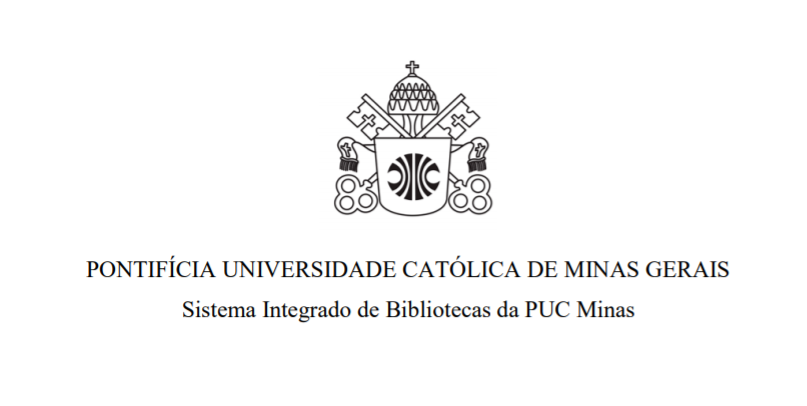 PONTIFÍCIA UNIVERSIDADE CATÓLICA DE MINAS GERAIS
Sistema Integrado de Bibliotecas da PUC Minas